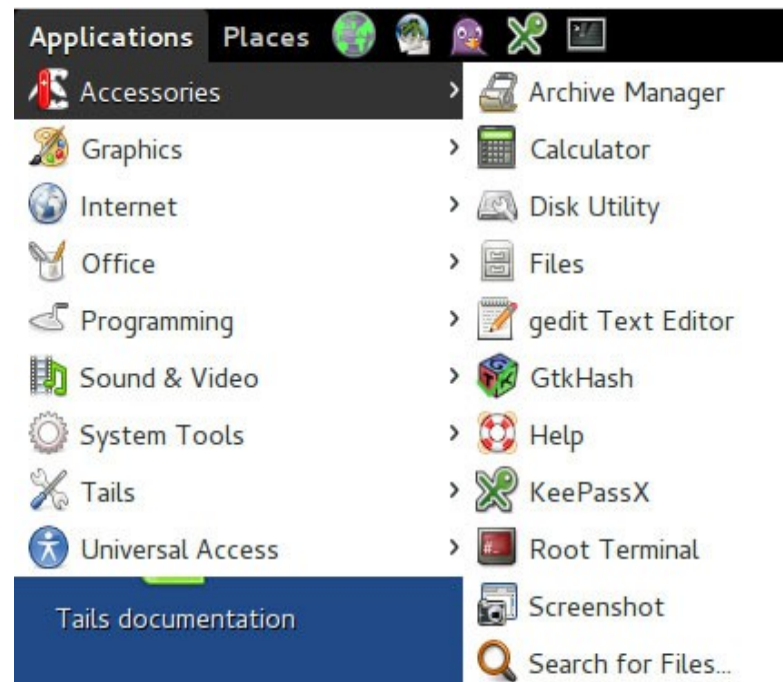 Applications Places
Accessories
Graphics
Internet
Office
Programming
Sound & Video
System Tools
Tails
Universal Access
Tails documentation
Archive Manager
Calculator
Disk Utility
Files
gedit Text Editor
GtkHash
Help
KeePassX
Root Terminal
Screenshot
Search for Files...